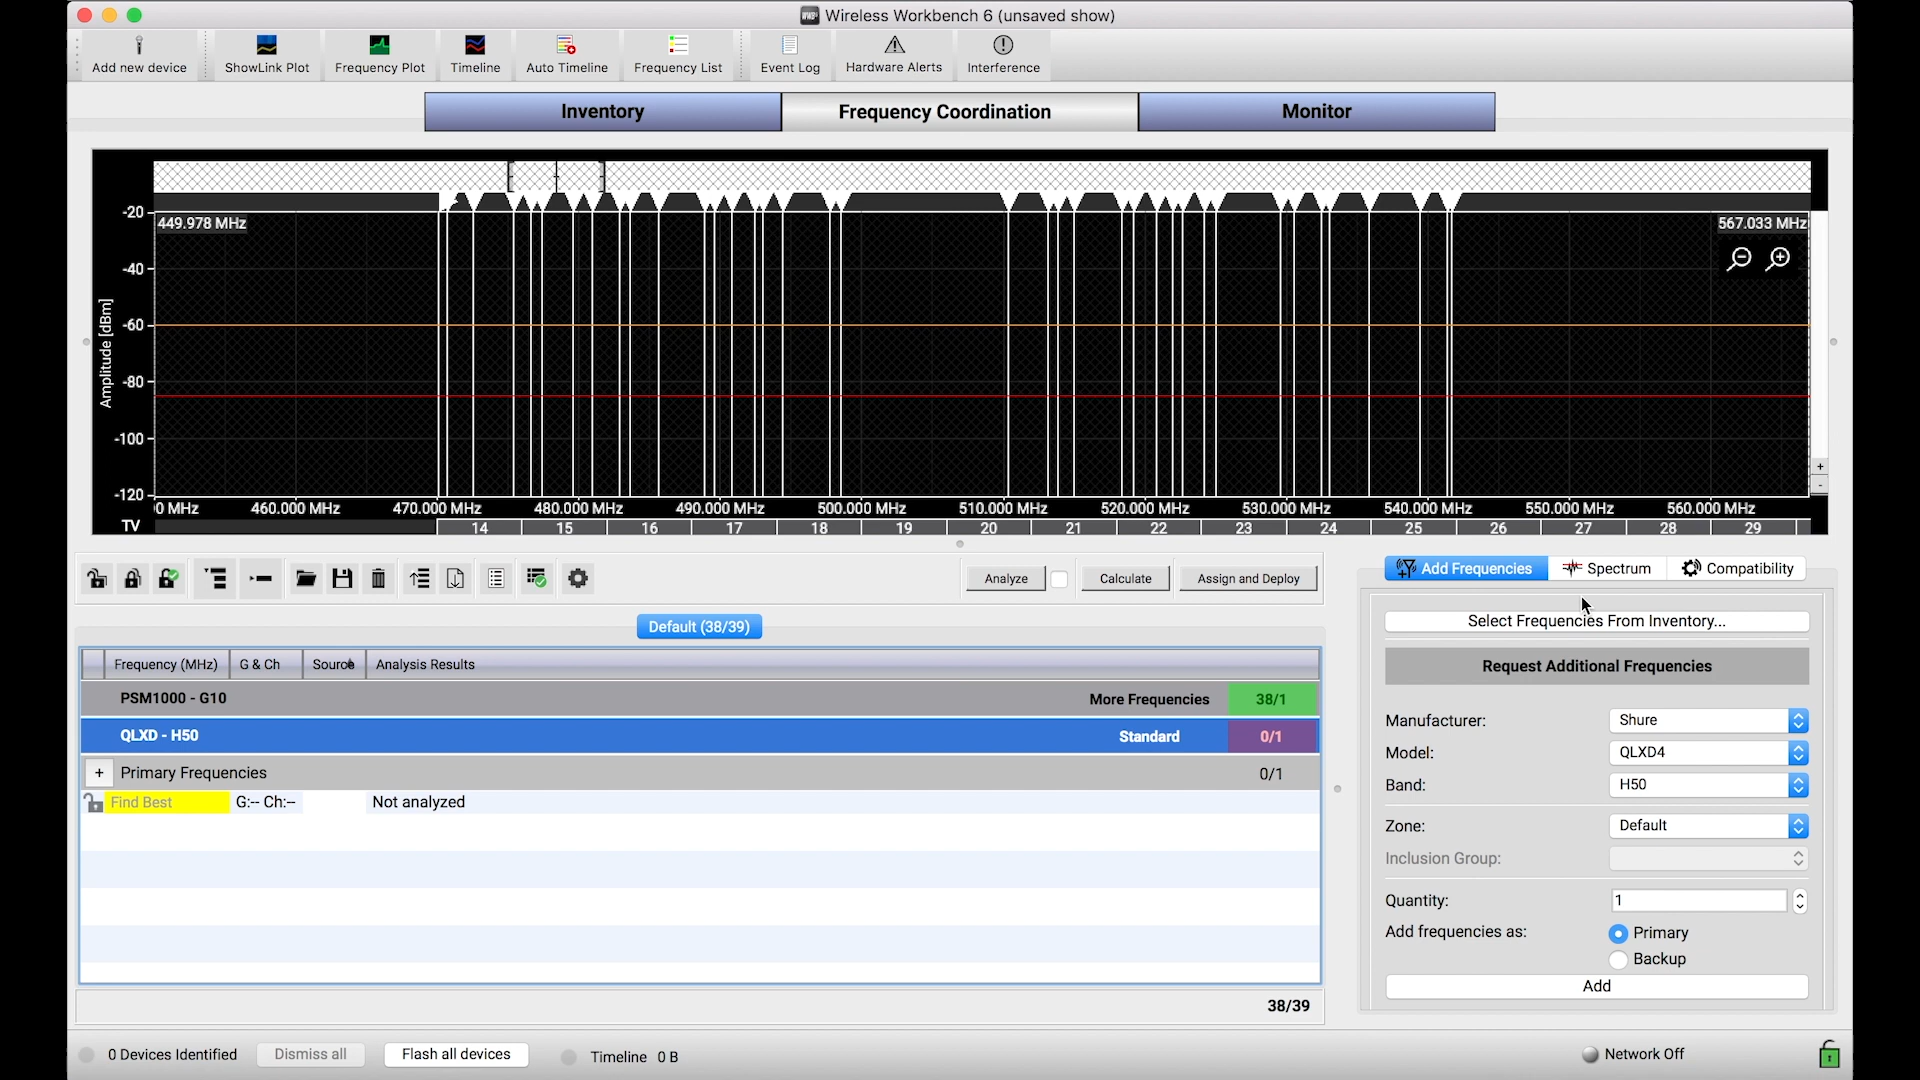 Wireless Workbench 6 (unsaved show)
Add new device
ShowLink Plot
Frequency Plot
Timeline
Auto Timeline
Frequency List
Event Log
Hardware Alerts
Interference
Inventory
Frequency Coordination
Monitor
449.978 MHz
567.033 MHz
Amplitude [dBm]
-20
-40
-60
-80
-100
-120
0 MHz 460.000 MHz 470.000 MHz 480.000 MHz 490.000 MHz 500.000 MHz 510.000 MHz 520.000 MHz 530.000 MHz 540.000 MHz 550.000 MHz 560.000 MHz
TV 14 15 16 17 18 19 20 21 22 23 24 25 26 27 28 29
Analyze
Calculate
Assign and Deploy
Default (38/39)
Frequency (MHz) G & Ch Source Analysis Results
PSM1000 - G10 More Frequencies 38/1
QLXD - H50 Standard 0/1
+ Primary Frequencies 0/1
Find Best G:-- Ch:-- Not analyzed
38/39
Add Frequencies
Spectrum
Compatibility
Select Frequencies From Inventory...
Request Additional Frequencies
Manufacturer: Shure
Model: QLXD4
Band: H50
Zone: Default
Inclusion Group:
Quantity: 1
Add frequencies as: Primary
Backup
Add
0 Devices Identified
Dismiss all
Flash all devices
Timeline 0 B
Network Off